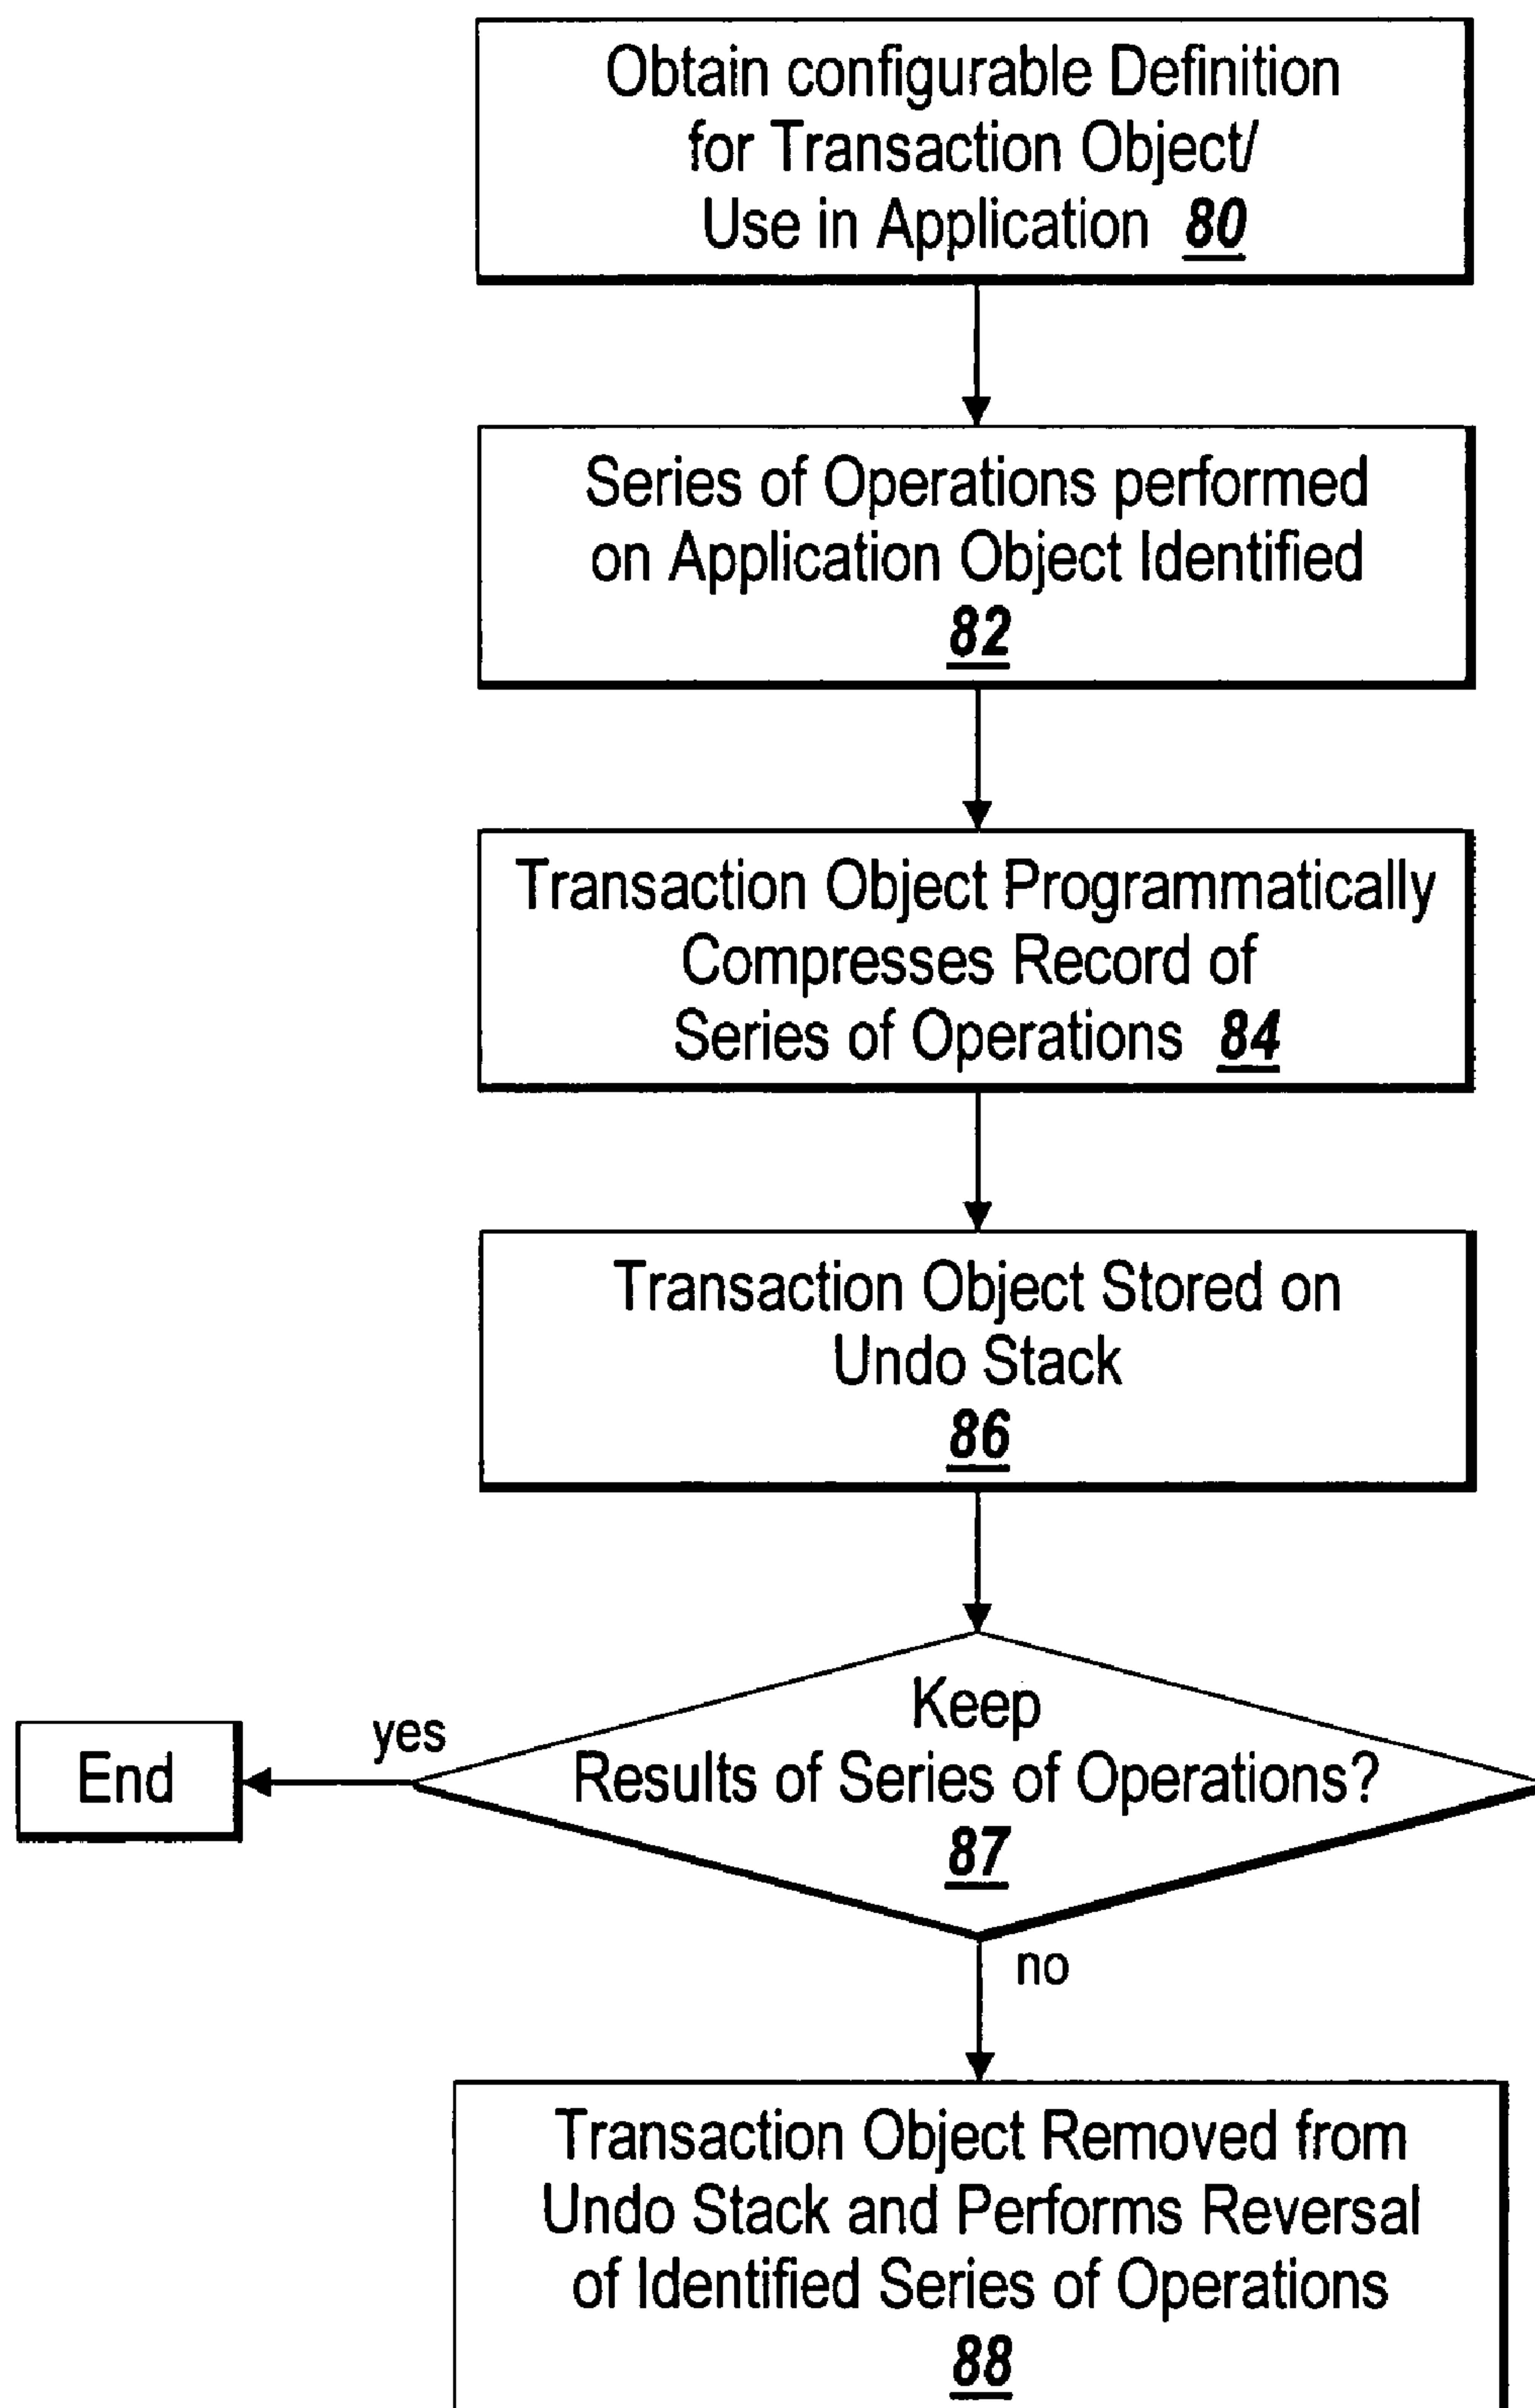 Obtain configurable Definition
for Transaction Object/
Use in Application 80
Series of Operations performed
on Application Object Identified
82
Transaction Object Programmatically
Compresses Record of
Series of Operations 84
Transaction Object Stored on
Undo Stack
86
Keep
Results of Series of Operations?
87
yes
End
no
Transaction Object Removed from
Undo Stack and Performs Reversal
of Identified Series of Operations
88